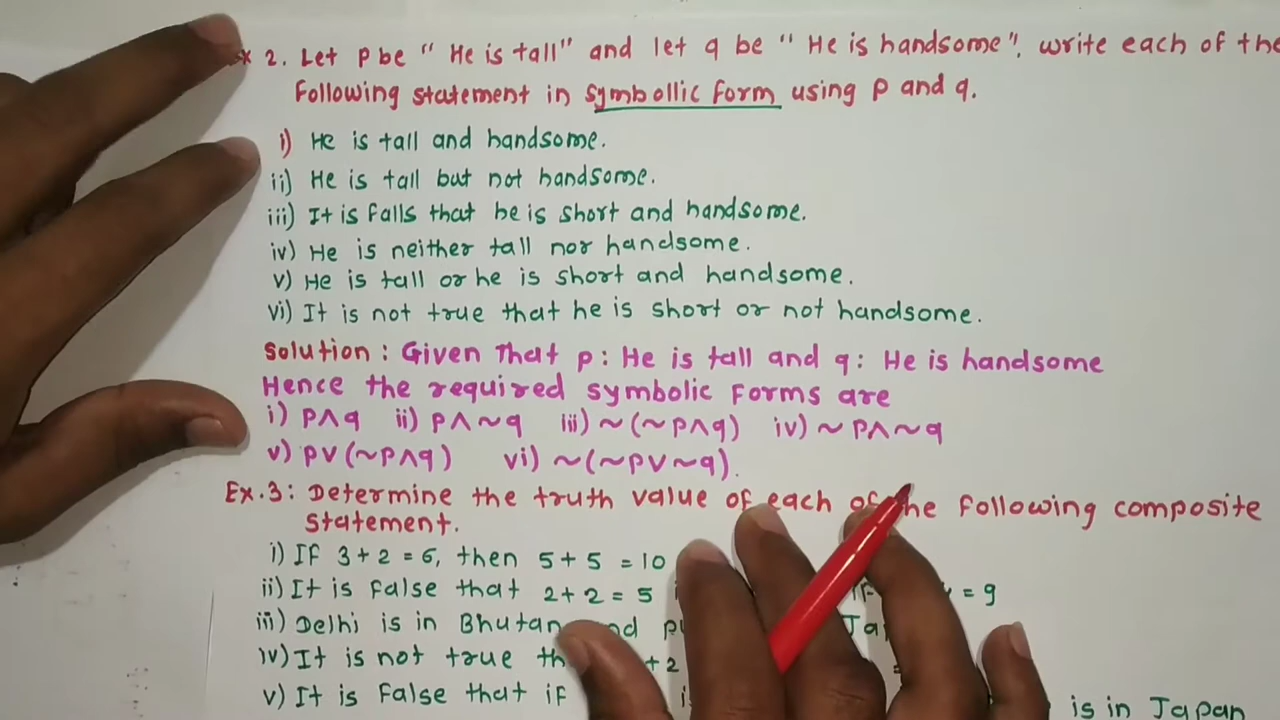 Ex 2. Let p be "He is tall" and let q be "He is handsome". write each of the
Following statement in symbollic form using p and q.
i) He is tall and handsome.
ii) He is tall but not handsome.
iii) It is falls that he is short and handsome.
iv) He is neither tall nor handsome.
v) He is tall or he is short and handsome.
vi) It is not true that he is short or not handsome.
Solution: Given that p: He is tall and q: He is handsome
Hence the required symbolic forms are
i) p∧q ii) p∧~q iii) ~(~p∧q) iv) ~p∧~q
v) p∨(~p∧q) vi) ~(~p∨~q).
Ex.3: Determine the truth value of each of the following composite
statement.
i) If 3+2=6, then 5+5=10
ii) It is false that 2+2=5 = 9
iii) Delhi is in Bhutan and
iv) It is not true +2
v) It is false that if is in Japan